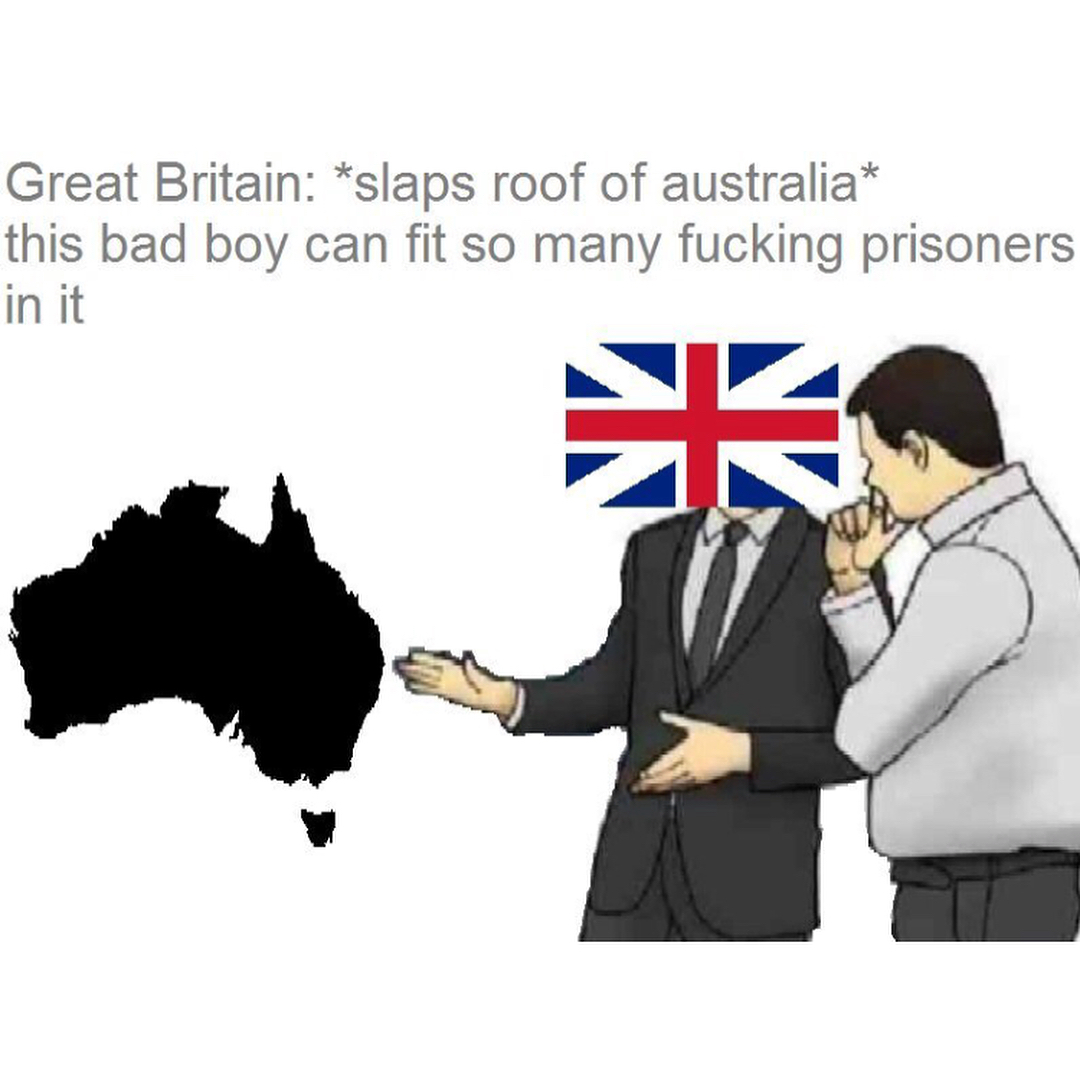 Great Britain: *slaps roof of australia*
this bad boy can fit so many fucking prisoners
in it